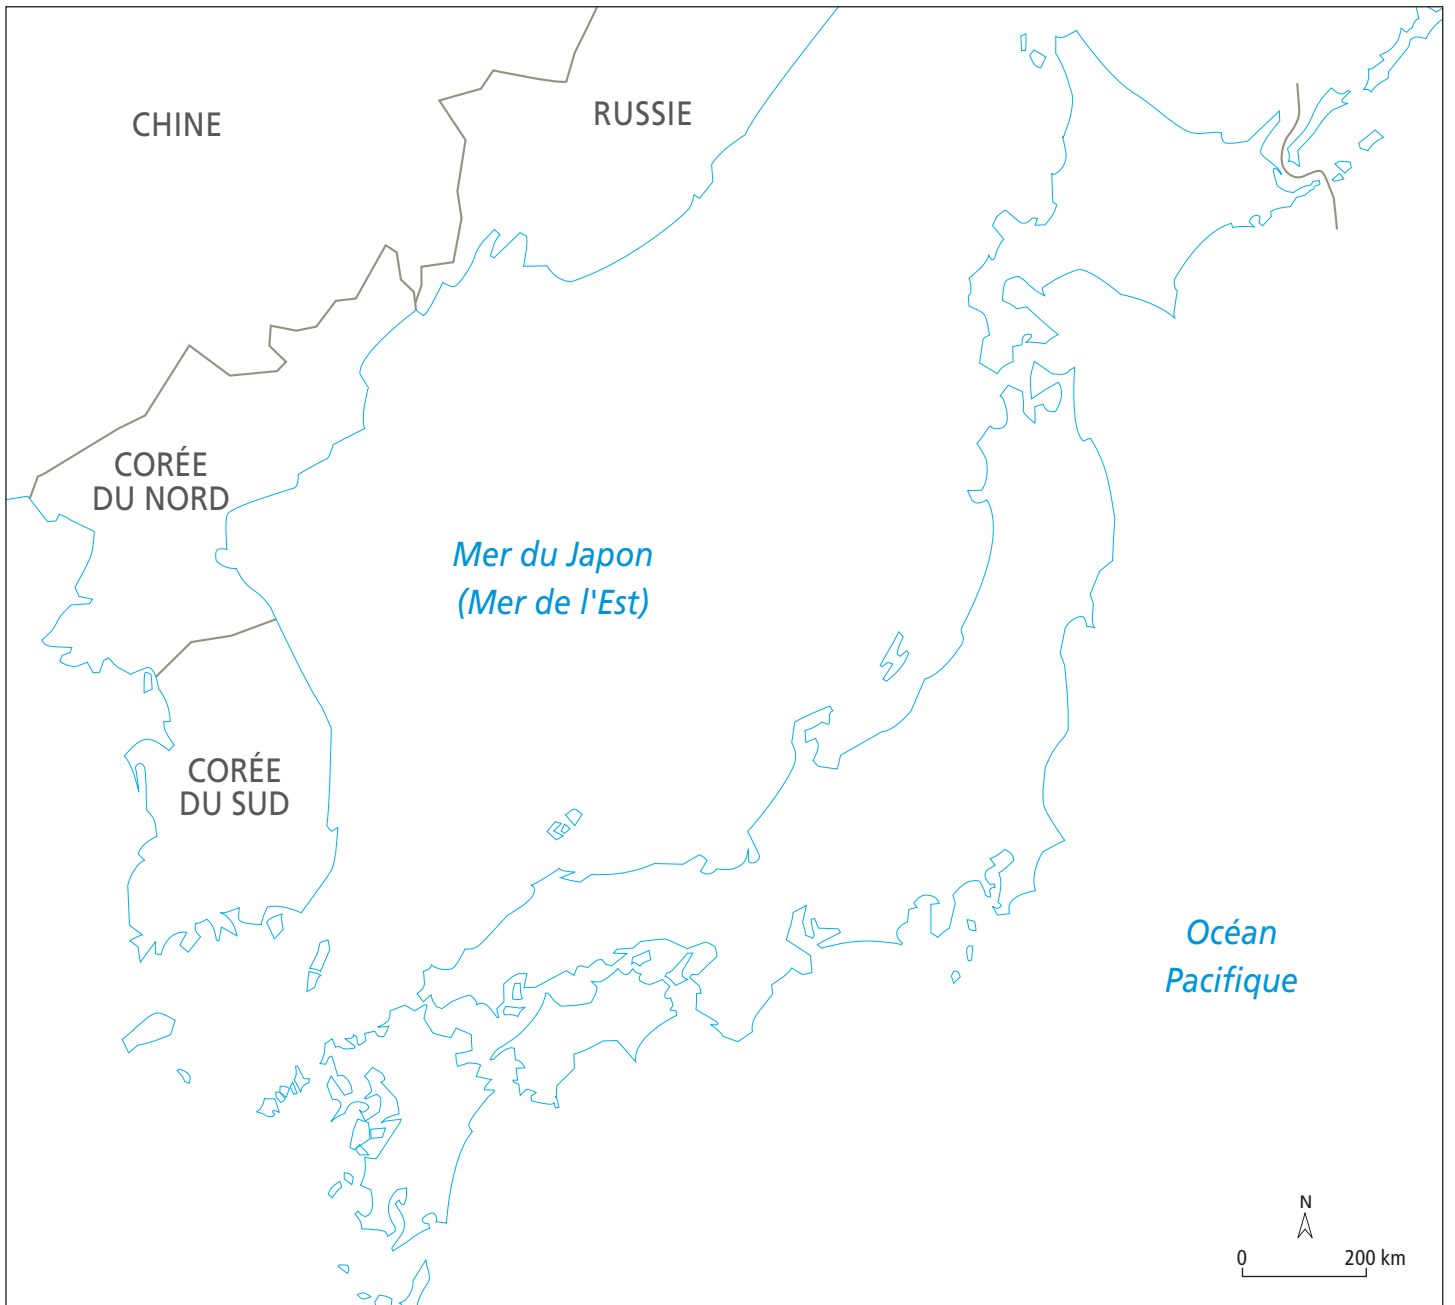 CHINE
RUSSIE
CORÉE
DU NORD
Mer du Japon
(Mer de l'Est)
CORÉE
DU SUD
Océan
Pacifique
N
0 200 km